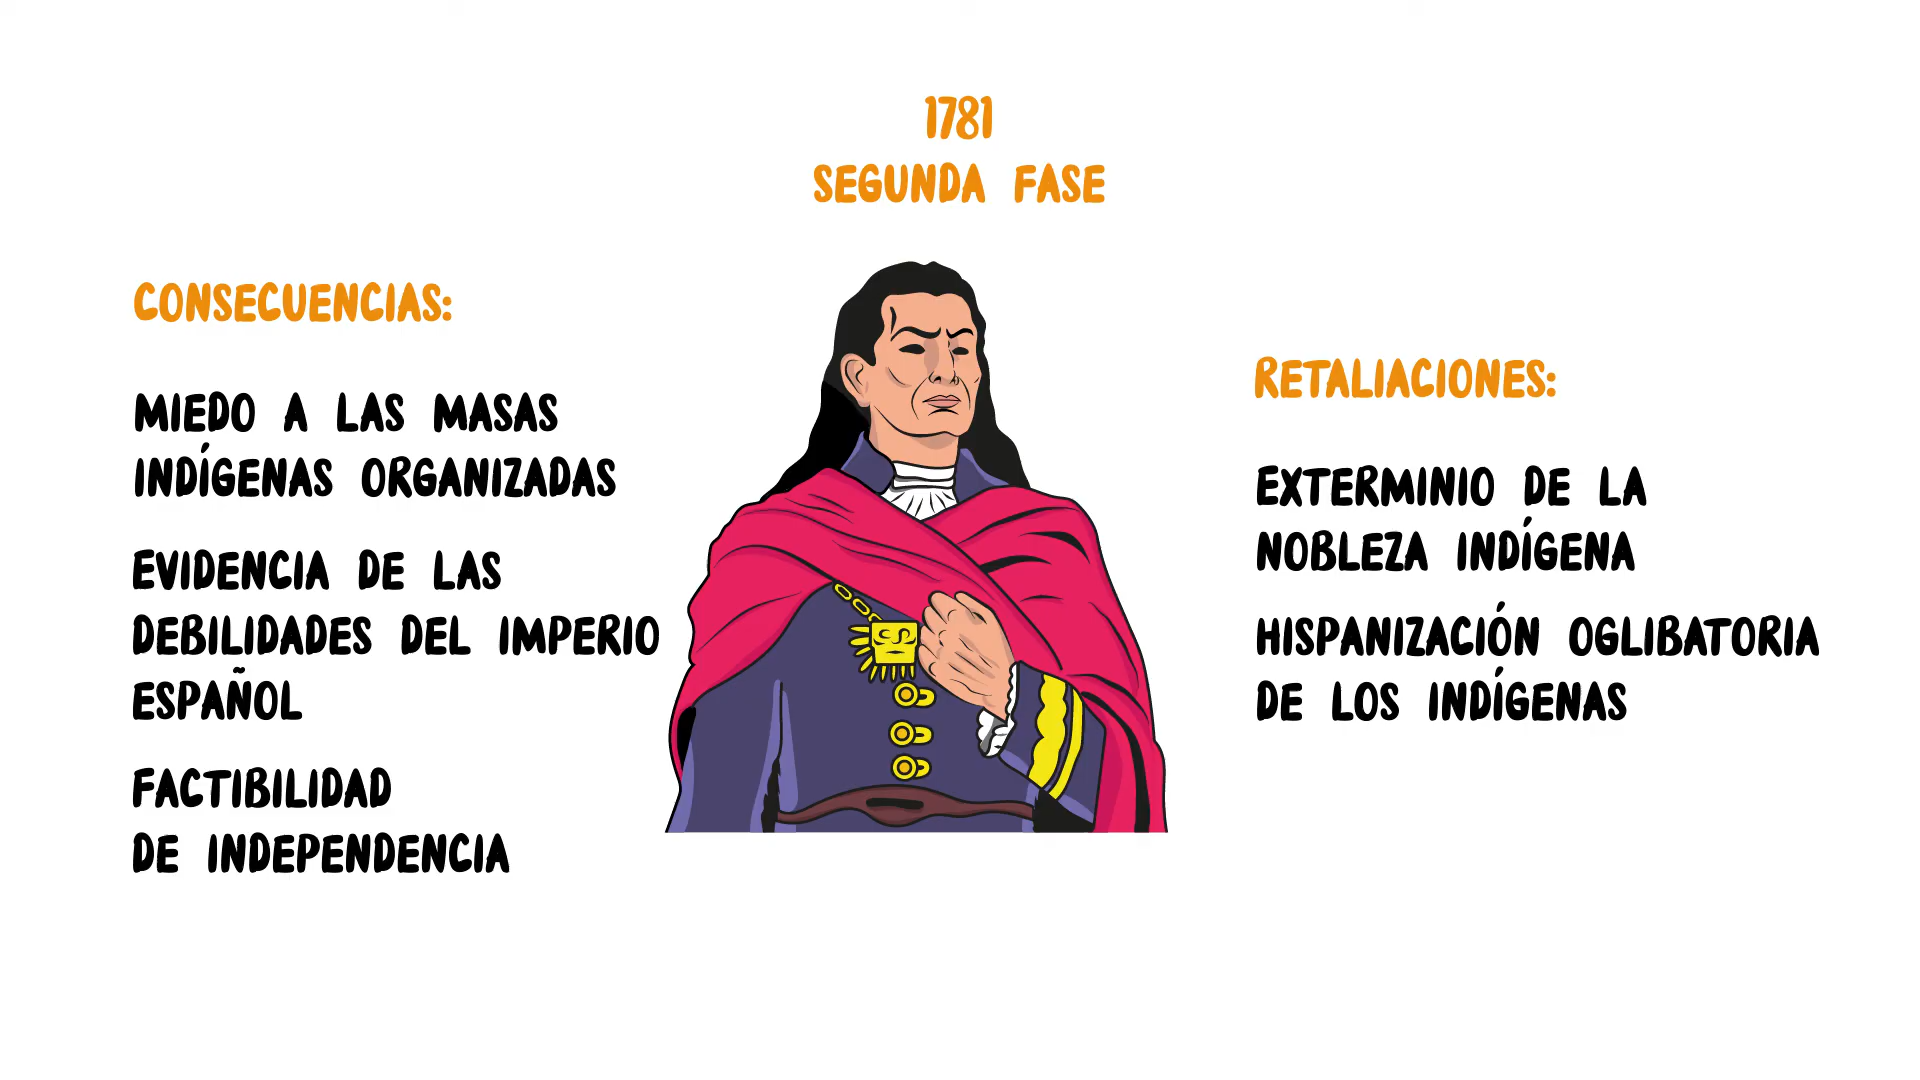 1781
SEGUNDA FASE
CONSECUENCIAS:
MIEDO A LAS MASAS
INDÍGENAS ORGANIZADAS
EVIDENCIA DE LAS
DEBILIDADES DEL IMPERIO
ESPAÑOL
FACTIBILIDAD
DE INDEPENDENCIA
RETALIACIONES:
EXTERMINIO DE LA
NOBLEZA INDÍGENA
HISPANIZACIÓN OGLIBATORIA
DE LOS INDÍGENAS